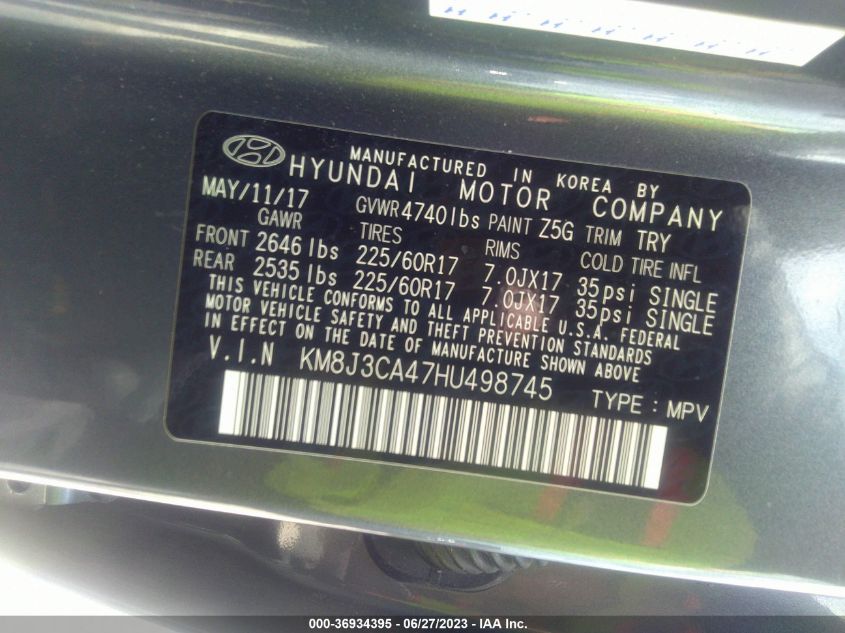 MANUFACTURED IN KOREA BY
HYUNDAI MOTOR COMPANY
MAY/11/17 GVWR 4740lbs PAINT Z5G TRIM TRY
GAWR TIRES RIMS COLD TIRE INFL
FRONT 2646 lbs 225/60R17 7.0JX17 35psi SINGLE
REAR 2535 lbs 225/60R17 7.0JX17 35psi SINGLE
THIS VEHICLE CONFORMS TO ALL APPLICABLE U.S.A. FEDERAL
MOTOR VEHICLE SAFETY AND THEFT PREVENTION STANDARDS
IN EFFECT ON THE DATE OF MANUFACTURE SHOWN ABOVE
V.I.N KM8J3CA47HU498745 TYPE : MPV
000-36934395 - 06/27/2023 - IAA Inc.